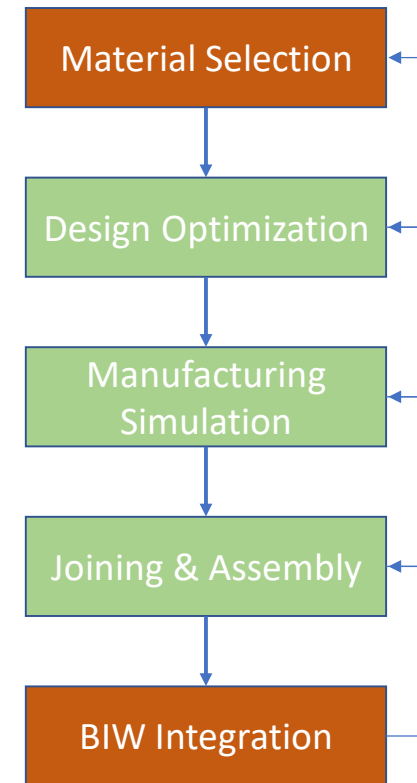 Material Selection
Design Optimization
Manufacturing
Simulation
Joining & Assembly
BIW Integration